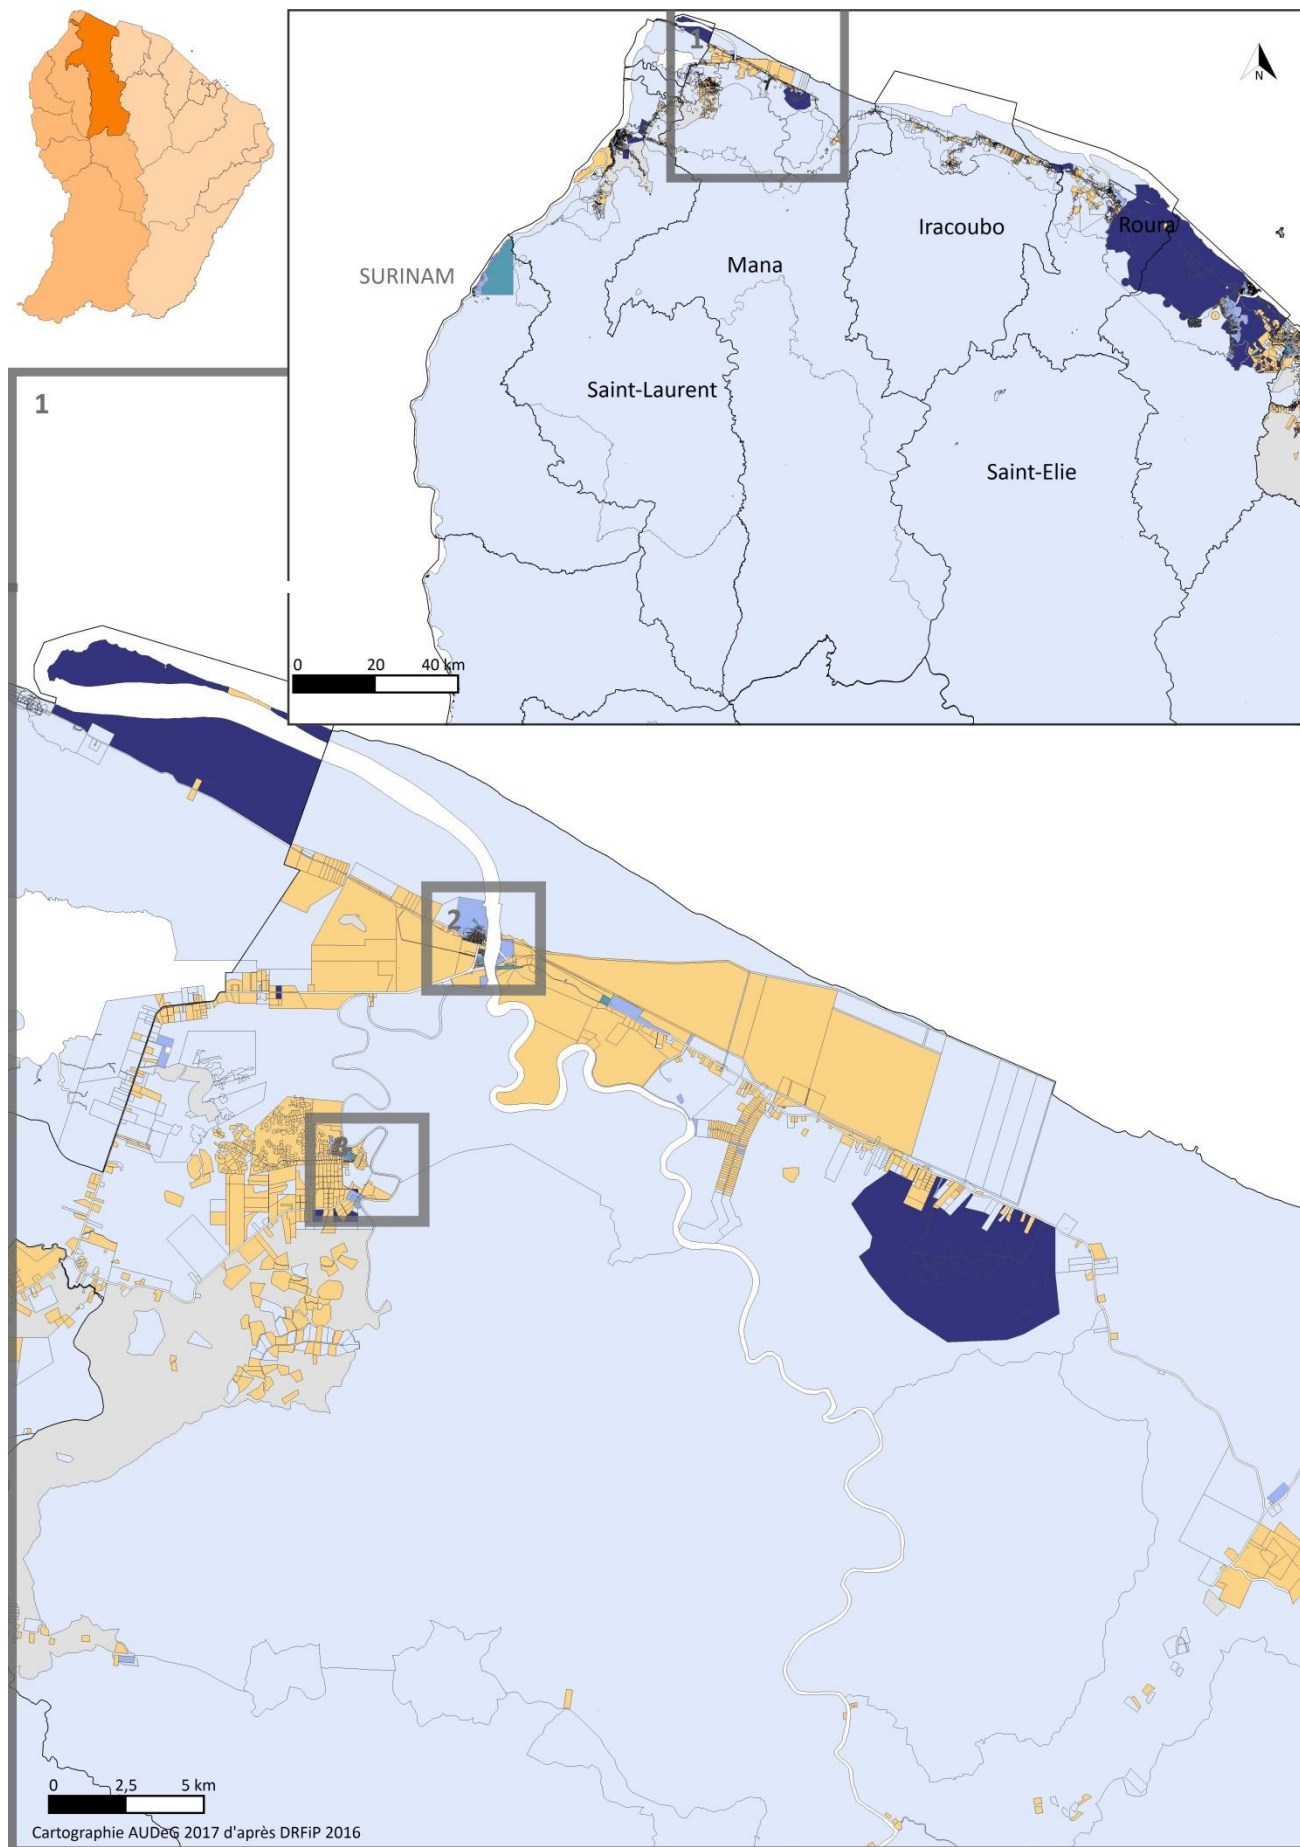 1
N
Roura
Iracoubo
Mana
SURINAM
Saint-Laurent
Saint-Elie
1
0 20 40 km
2
3
0 2,5 5 km
Cartographie AUDeG 2017 d'après DRFiP 2016